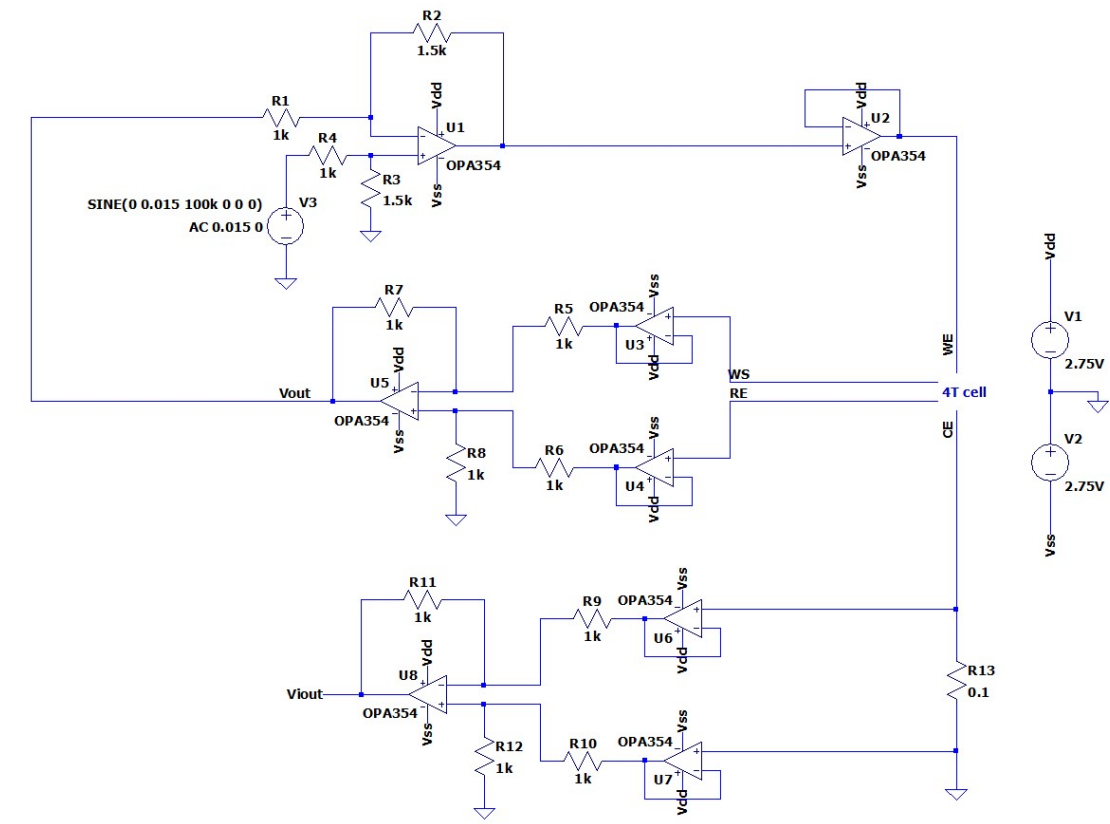 R2
1.5k
Vdd
R1
1k
U1
OPA354
Vss
R4
1k
R3
1.5k
SINE(0 0.015 100k 0 0 0)
AC 0.015 0
V3
Vdd
U2
OPA354
Vss
R7
1k
Vdd
U5
OPA354
Vss
Vout
R8
1k
R5
1k
OPA354
Vss
U3
Vdd
R6
1k
OPA354
Vss
U4
Vdd
WS
RE
WE
4T cell
CE
Vdd
V1
2.75V
V2
2.75V
Vss
R11
1k
Vdd
U8
OPA354
Vss
Viout
R12
1k
R9
1k
OPA354
Vss
U6
Vdd
R10
1k
OPA354
Vss
U7
Vdd
R13
0.1